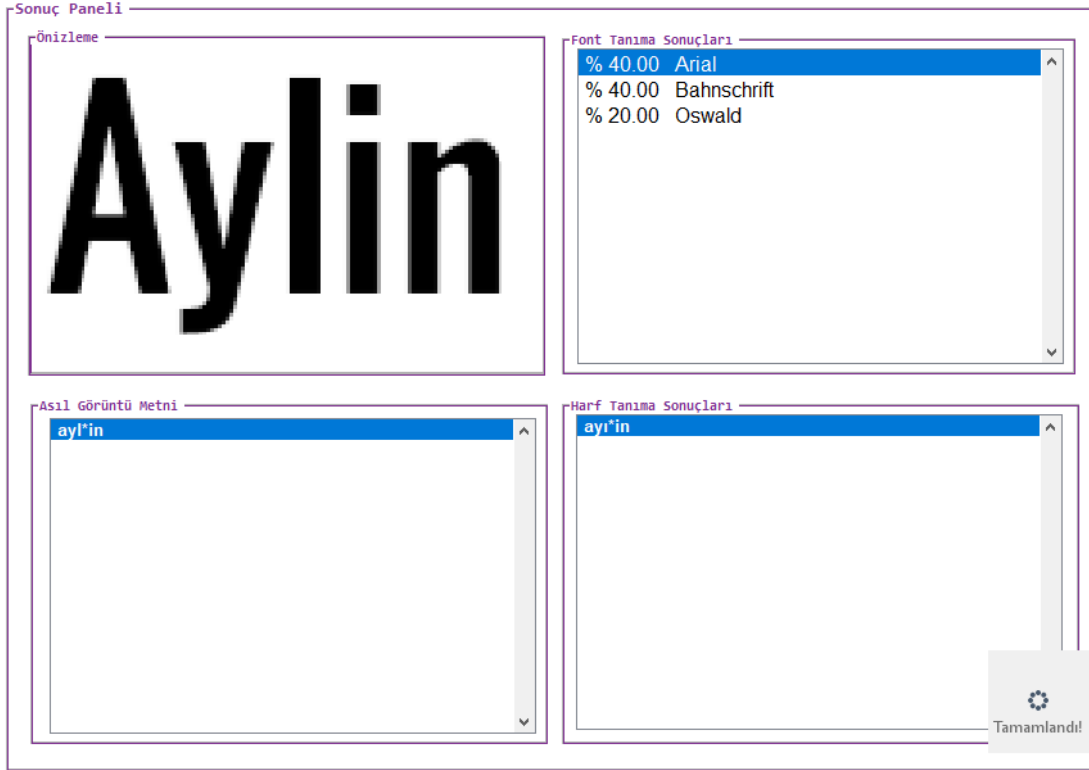 Sonuç Paneli
Önizleme
Aylin
Font Tanıma Sonuçları
% 40.00 Arial
% 40.00 Bahnschrift
% 20.00 Oswald
Asıl Görüntü Metni
ayl*in
Harf Tanıma Sonuçları
ayı*in
Tamamlandı!